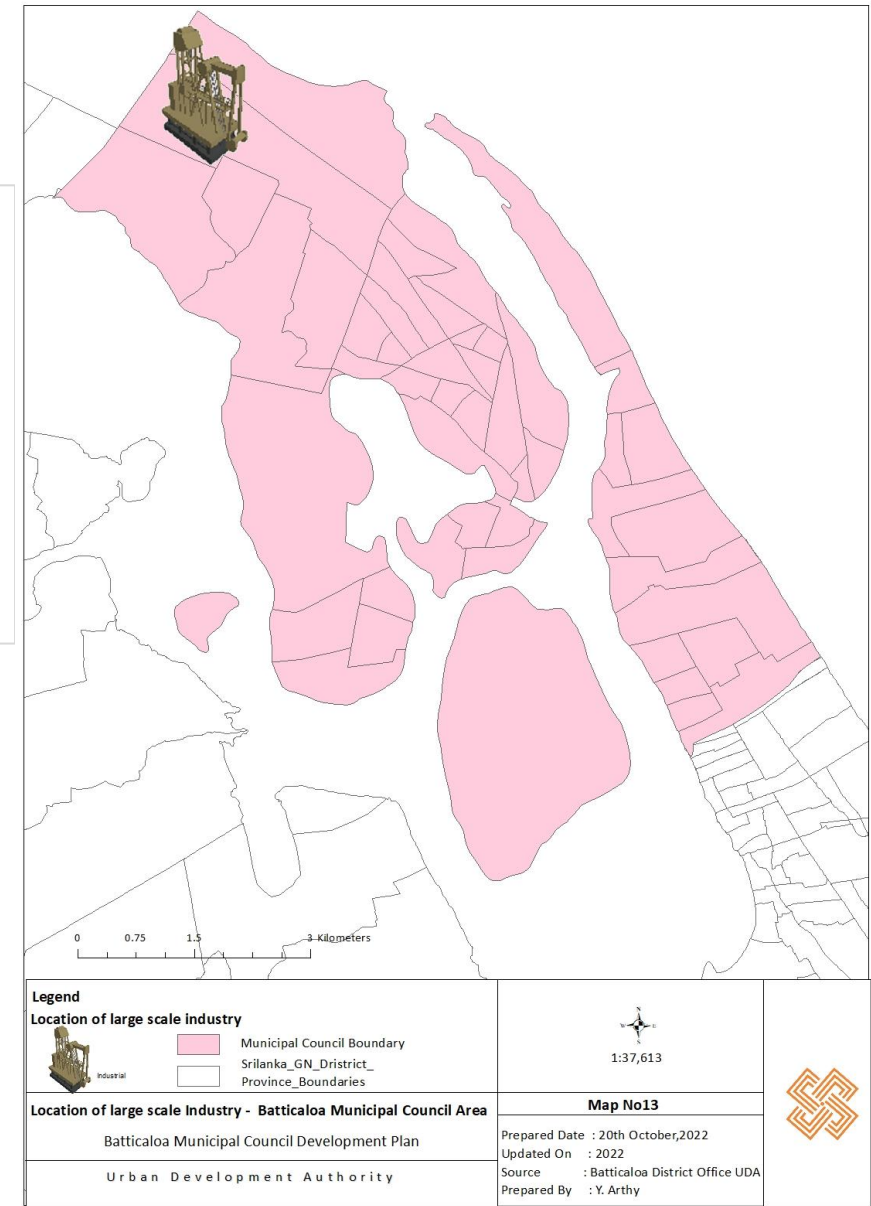 0 0.75 1.5 3 Kilometers
Legend
Location of large scale industry
Industrial
Municipal Council Boundary
Srilanka_GN_Dristrict_
Province_Boundaries
Location of large scale Industry - Batticaloa Municipal Council Area
Batticaloa Municipal Council Development Plan
Urban Development Authority
N
W E
S
1:37,613
Map No13
Prepared Date : 20th October,2022
Updated On : 2022
Source : Batticaloa District Office UDA
Prepared By : Y. Arthy